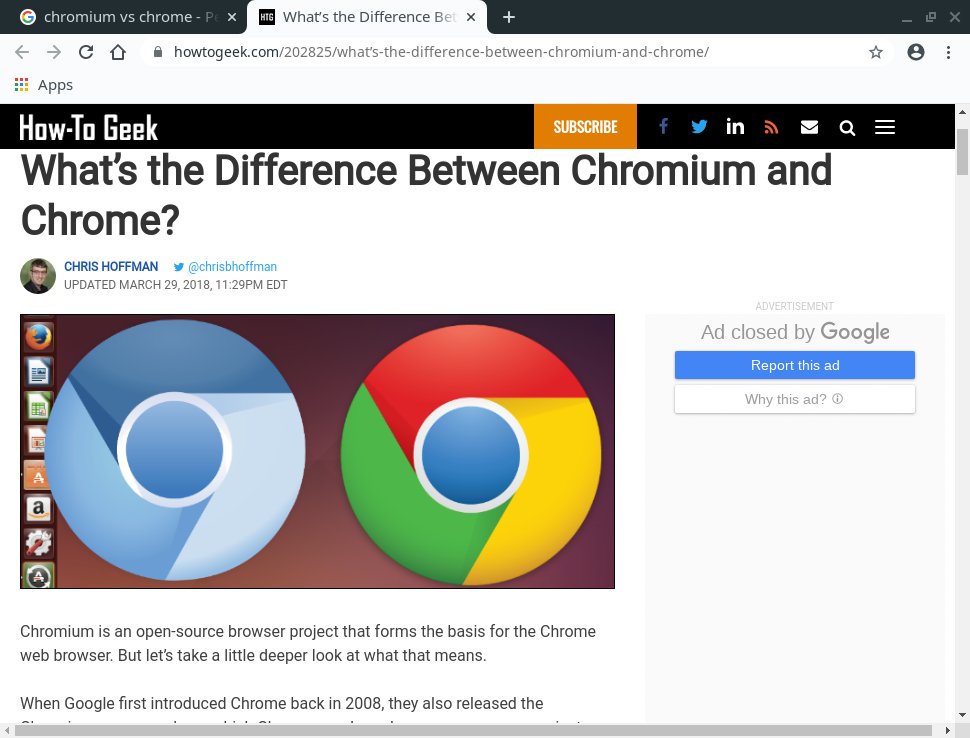 chromium vs chrome -
What's the Difference Bet
howtogeek.com/202825/what's-the-difference-between-chromium-and-chrome/
Apps
How-To Geek
SUBSCRIBE
What's the Difference Between Chromium and
Chrome?
CHRIS HOFFMAN @chrisbhoffman
UPDATED MARCH 29, 2018, 11:29PM EDT
ADVERTISEMENT
Ad closed by Google
Report this ad
Why this ad?
Chromium is an open-source browser project that forms the basis for the Chrome
web browser. But let's take a little deeper look at what that means.
When Google first introduced Chrome back in 2008, they also released the